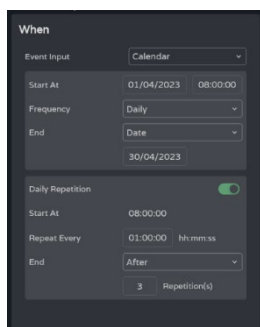 When
Event Input Calendar
Start At 01/04/2023 08:00:00
Frequency Daily
End Date
30/04/2023
Daily Repetition
Start At 08:00:00
Repeat Every 01:00:00 hh:mm:ss
End After
3 Repetition(s)